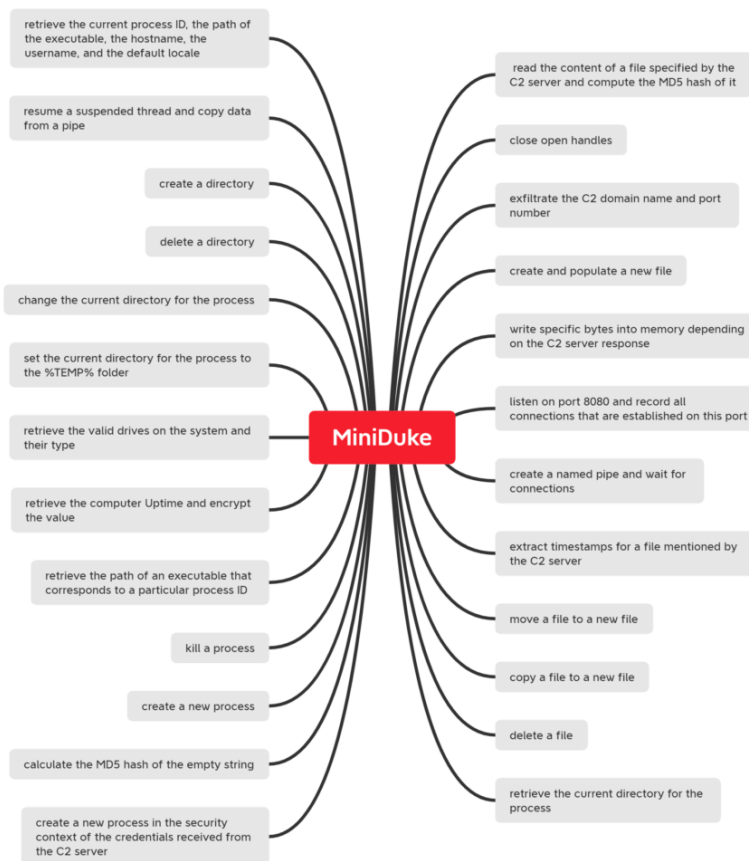 retrieve the current process ID, the path of
the executable, the hostname, the
username, and the default locale
resume a suspended thread and copy data
from a pipe
create a directory
delete a directory
change the current directory for the process
set the current directory for the process to
the %TEMP% folder
retrieve the valid drives on the system and
their type
retrieve the computer Uptime and encrypt
the value
retrieve the path of an executable that
corresponds to a particular process ID
kill a process
create a new process
calculate the MD5 hash of the empty string
create a new process in the security
context of the credentials received from
the C2 server
MiniDuke
read the content of a file specified by the
C2 server and compute the MD5 hash of it
close open handles
exfiltrate the C2 domain name and port
number
create and populate a new file
write specific bytes into memory depending
on the C2 server response
listen on port 8080 and record all
connections that are established on this port
create a named pipe and wait for
connections
extract timestamps for a file mentioned by
the C2 server
move a file to a new file
copy a file to a new file
delete a file
retrieve the current directory for the
process